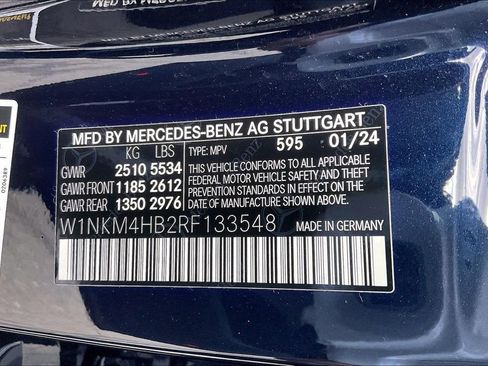 MFD BY MERCEDES-BENZ AG STUTTGART
KG LBS TYPE: MPV 595 01/24
GVWR 2510 5534 THIS VEHICLE CONFORMS TO ALL APPLICABLE
GAWR FRONT 1185 2612 FEDERAL MOTOR VEHICLE SAFETY, BUMPER,
GAWR REAR 1350 2976 AND THEFT PREVENTION STANDARDS IN EFFECT
ON THE DATE OF MANUFACTURE SHOWN ABOVE.
W1NKM4HB2RF133548 MADE IN GERMANY